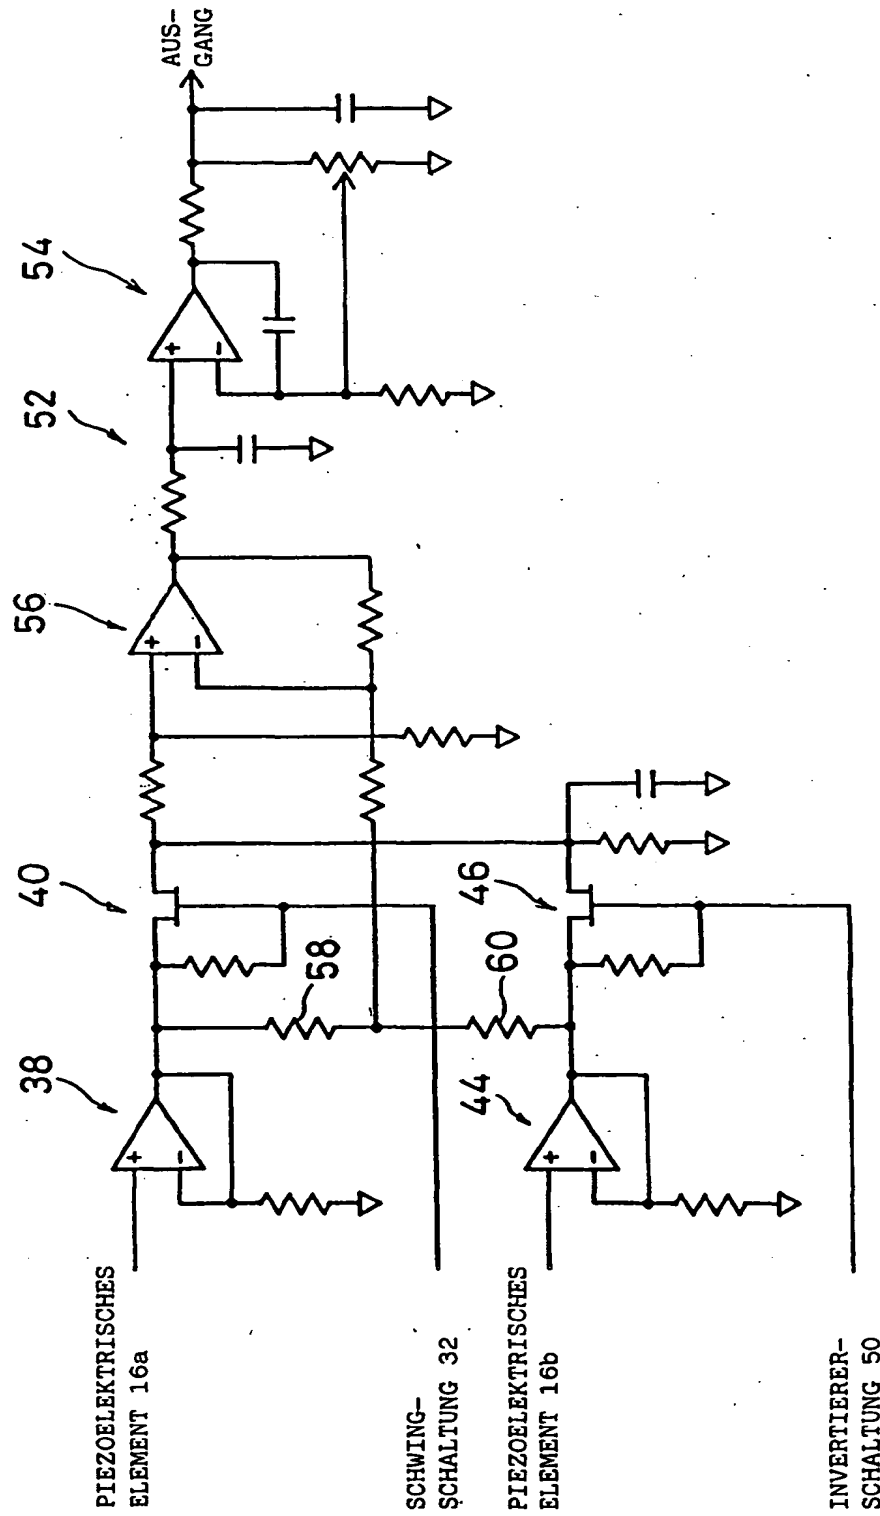 PIEZOELEKTRISCHES
ELEMENT 16a
SCHWING-
SCHALTUNG 32
PIEZOELEKTRISCHES
ELEMENT 16b
INVERTIERER-
SCHALTUNG 50
38
40
56
52
54
58
60
44
46
+
-
+
-
+
-
+
-
AUS-
GANG